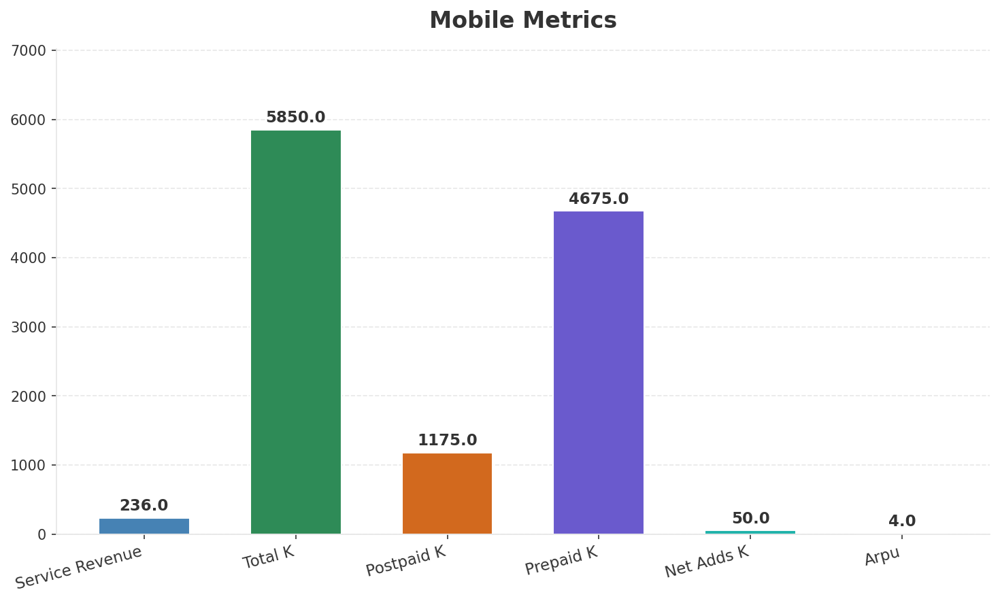 Mobile Metrics
7000
6000
5000
4000
3000
2000
1000
0
236.0
5850.0
1175.0
4675.0
50.0
4.0
Service Revenue
Total K
Postpaid K
Prepaid K
Net Adds K
Arpu